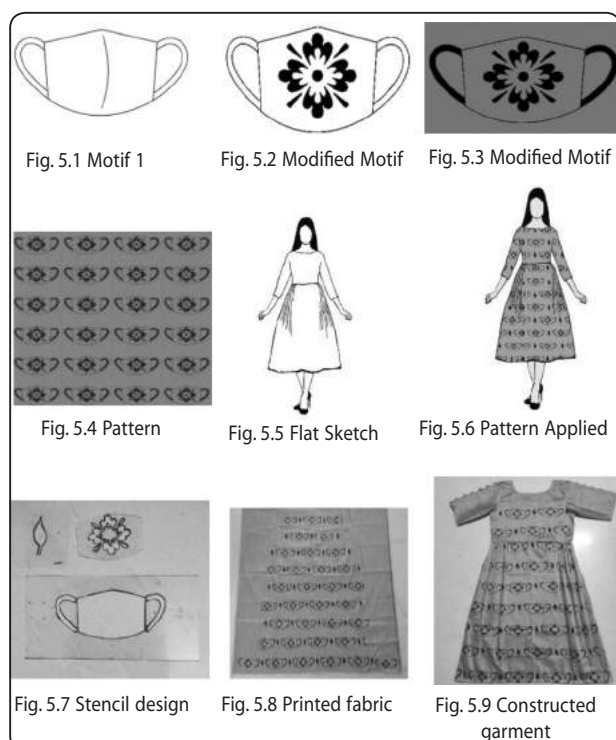 Fig. 5.1 Motif 1
Fig. 5.2 Modified Motif
Fig. 5.3 Modified Motif
Fig. 5.4 Pattern
Fig. 5.5 Flat Sketch
Fig. 5.6 Pattern Applied
Fig. 5.7 Stencil design
Fig. 5.8 Printed fabric
Fig. 5.9 Constructed
garment